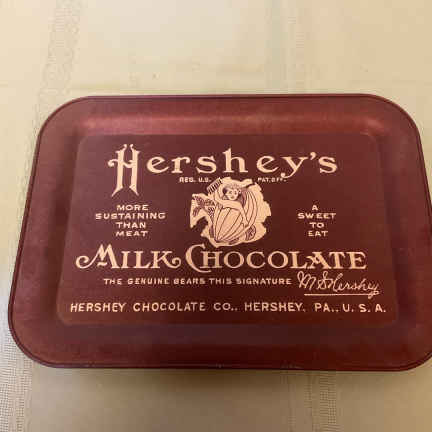 Hershey's
REG. U.S. PAT. OFF.
MORE
SUSTAINING
THAN
MEAT
A
SWEET
TO
EAT
MILK CHOCOLATE
THE GENUINE BEARS THIS SIGNATURE M.S. Hershey
HERSHEY CHOCOLATE CO., HERSHEY, PA., U. S. A.